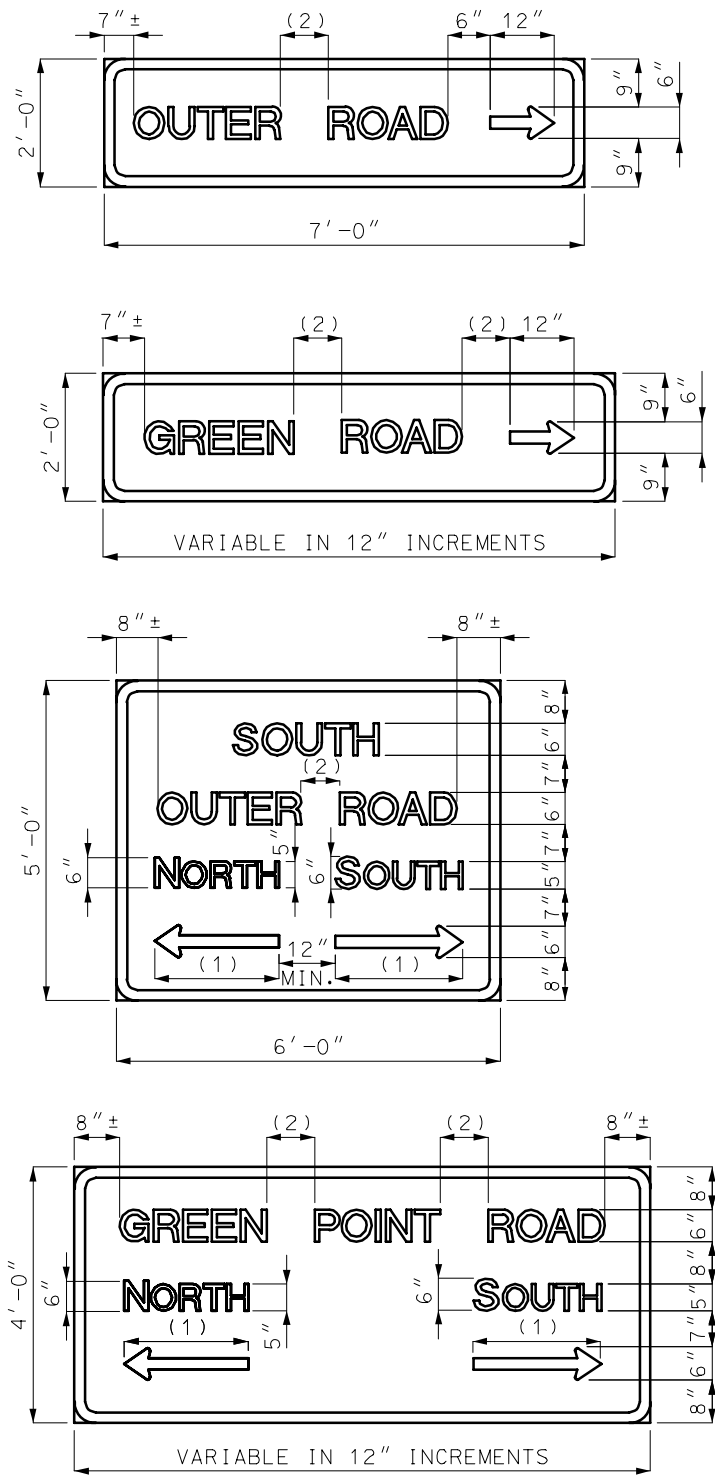 7"± (2) 6" 12"
2'-0" OUTER ROAD 9" 6"
9"
7'-0"
7"± (2) (2) 12"
2'-0" GREEN ROAD 9" 6"
9"
VARIABLE IN 12" INCREMENTS
8"± 8"±
8"
SOUTH 6"
(2) 7"
OUTER ROAD 6"
5'-0" 5" 7"
6" NORTH 6" SOUTH 5"
7"
12" 6"
(1) (1)
MIN. 8"
6'-0"
8"± (2) (2) 8"±
8"
GREEN POINT ROAD 6"
8"
4'-0" 6" NORTH 6" SOUTH 5"
(1) 5" (1) 7"
6"
8"
VARIABLE IN 12" INCREMENTS